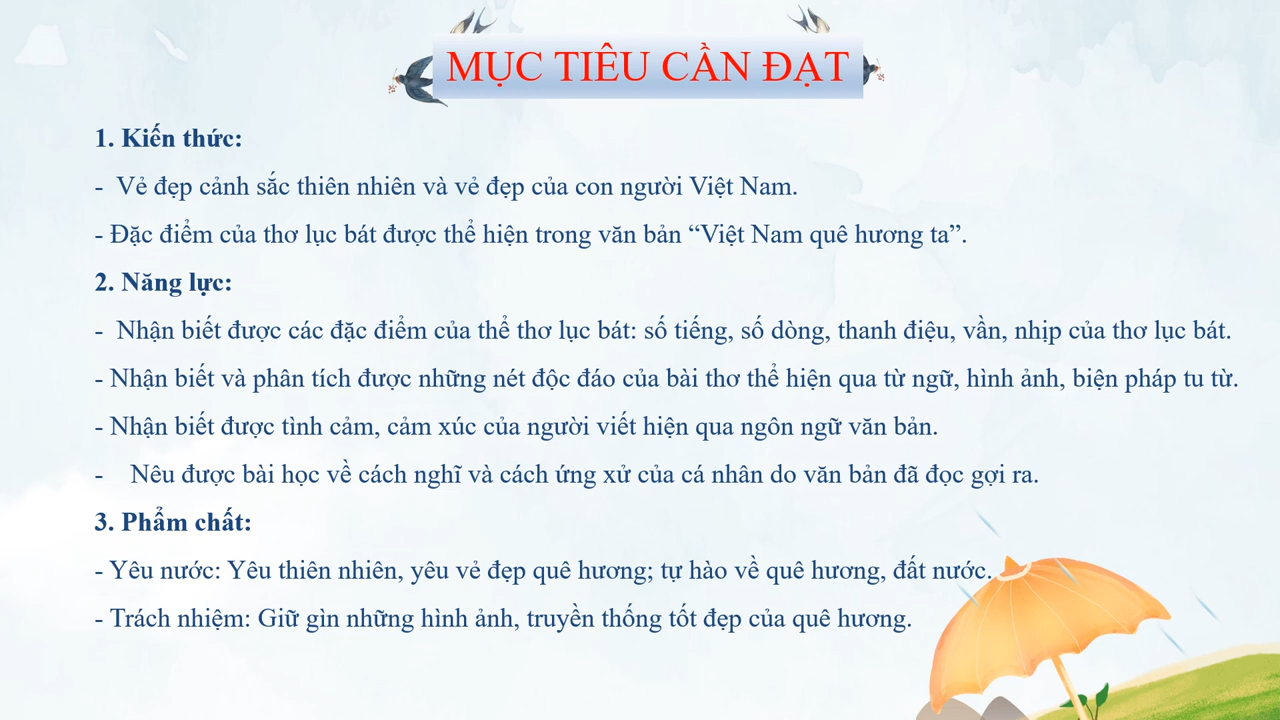 MỤC TIÊU CẦN ĐẠT
1. Kiến thức:
- Vẻ đẹp cảnh sắc thiên nhiên và vẻ đẹp của con người Việt Nam.
- Đặc điểm của thơ lục bát được thể hiện trong văn bản “Việt Nam quê hương ta”.
2. Năng lực:
- Nhận biết được các đặc điểm của thể thơ lục bát: số tiếng, số dòng, thanh điệu, vần, nhịp của thơ lục bát.
- Nhận biết và phân tích được những nét độc đáo của bài thơ thể hiện qua từ ngữ, hình ảnh, biện pháp tu từ.
- Nhận biết được tình cảm, cảm xúc của người viết hiện qua ngôn ngữ văn bản.
- Nêu được bài học về cách nghĩ và cách ứng xử của cá nhân do văn bản đã đọc gợi ra.
3. Phẩm chất:
- Yêu nước: Yêu thiên nhiên, yêu vẻ đẹp quê hương; tự hào về quê hương, đất nước.
- Trách nhiệm: Giữ gìn những hình ảnh, truyền thống tốt đẹp của quê hương.